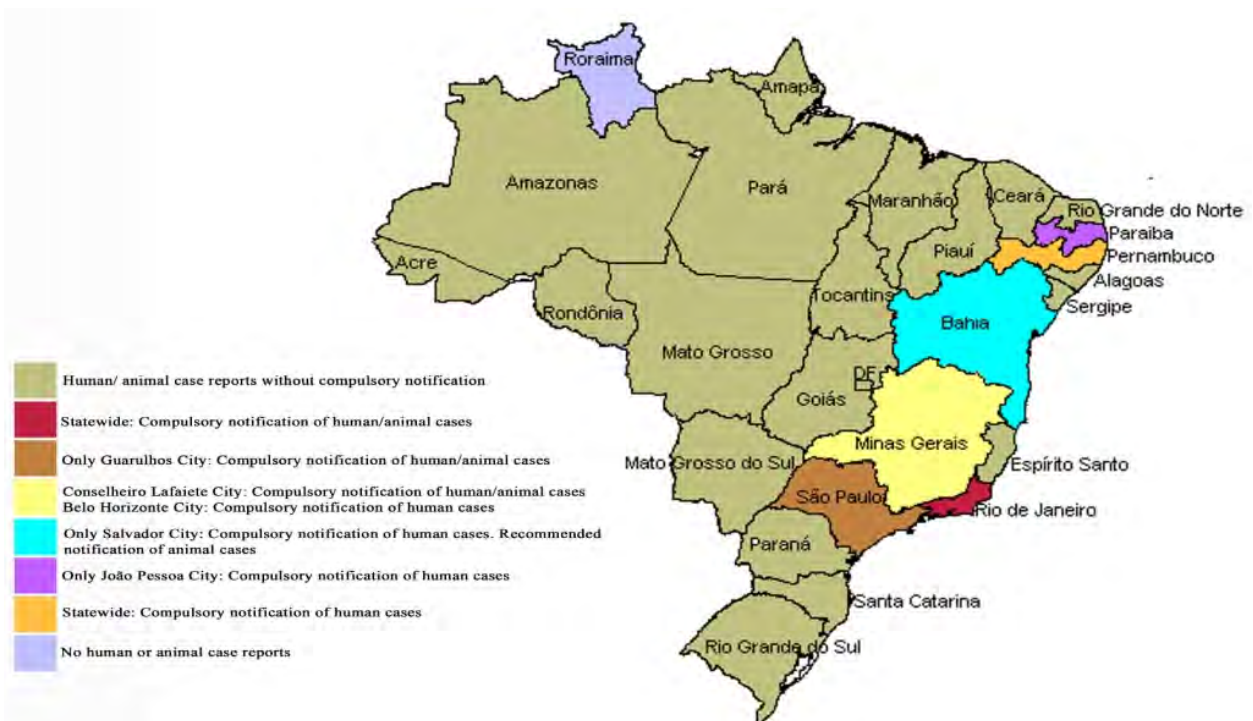 Roraima
Amapá
Amazonas
Pará
Maranhão
Ceará
Rio Grande do Norte
Paraiba
Piauí
Pernambuco
Acre
Alagoas
Tocantins
Sergipe
Rondônia
Bahia
Mato Grosso
DF
Goiás
Minas Gerais
Mato Grosso do Sul
Espírito Santo
São Paulo
Rio de Janeiro
Paraná
Santa Catarina
Rio Grande do Sul
Human/ animal case reports without compulsory notification
Statewide: Compulsory notification of human/animal cases
Only Guarulhos City: Compulsory notification of human/animal cases
Conselheiro Lafaiete City: Compulsory notification of human/animal cases
Belo Horizonte City: Compulsory notification of human cases
Only Salvador City: Compulsory notification of human cases. Recommended
notification of animal cases
Only João Pessoa City: Compulsory notification of human cases
Statewide: Compulsory notification of human cases
No human or animal case reports